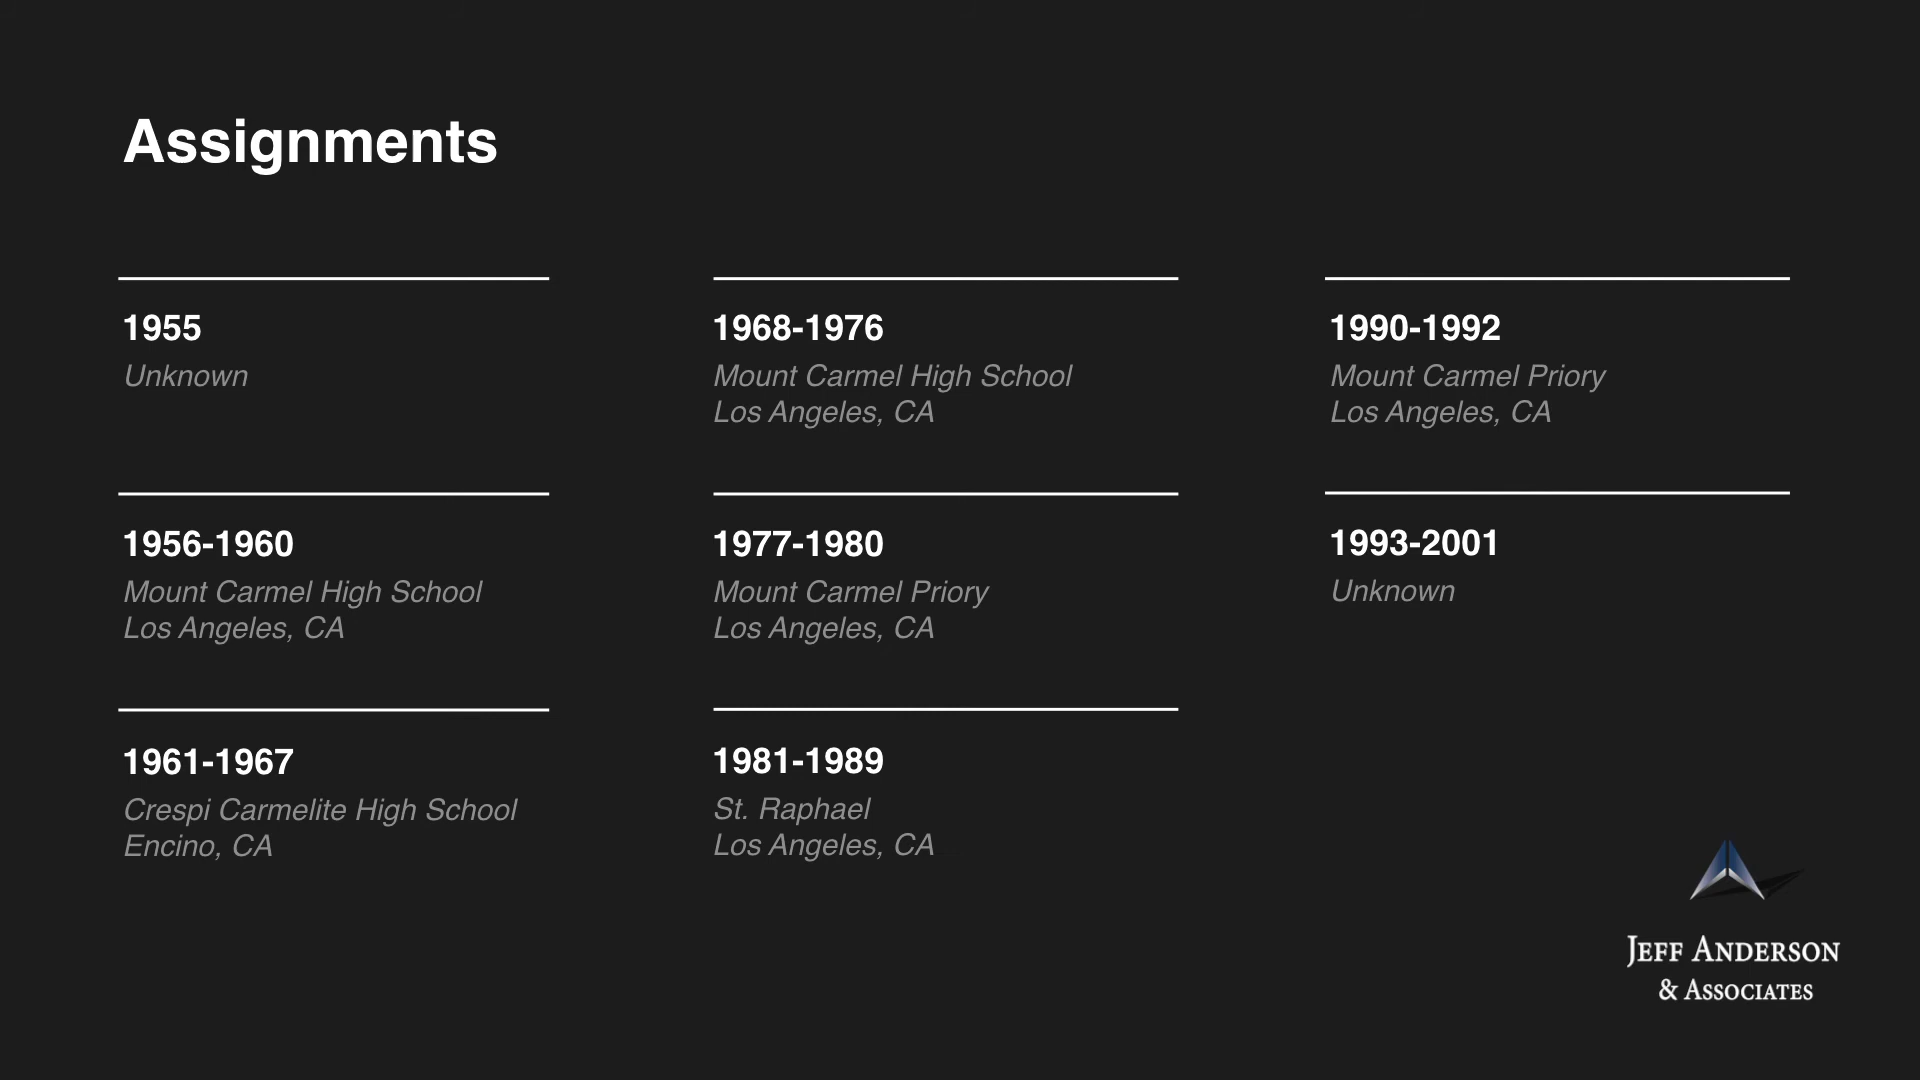 Assignments
1955
Unknown
1956-1960
Mount Carmel High School
Los Angeles, CA
1961-1967
Crespi Carmelite High School
Encino, CA
1968-1976
Mount Carmel High School
Los Angeles, CA
1977-1980
Mount Carmel Priory
Los Angeles, CA
1981-1989
St. Raphael
Los Angeles, CA
1990-1992
Mount Carmel Priory
Los Angeles, CA
1993-2001
Unknown
Jeff Anderson
& Associates